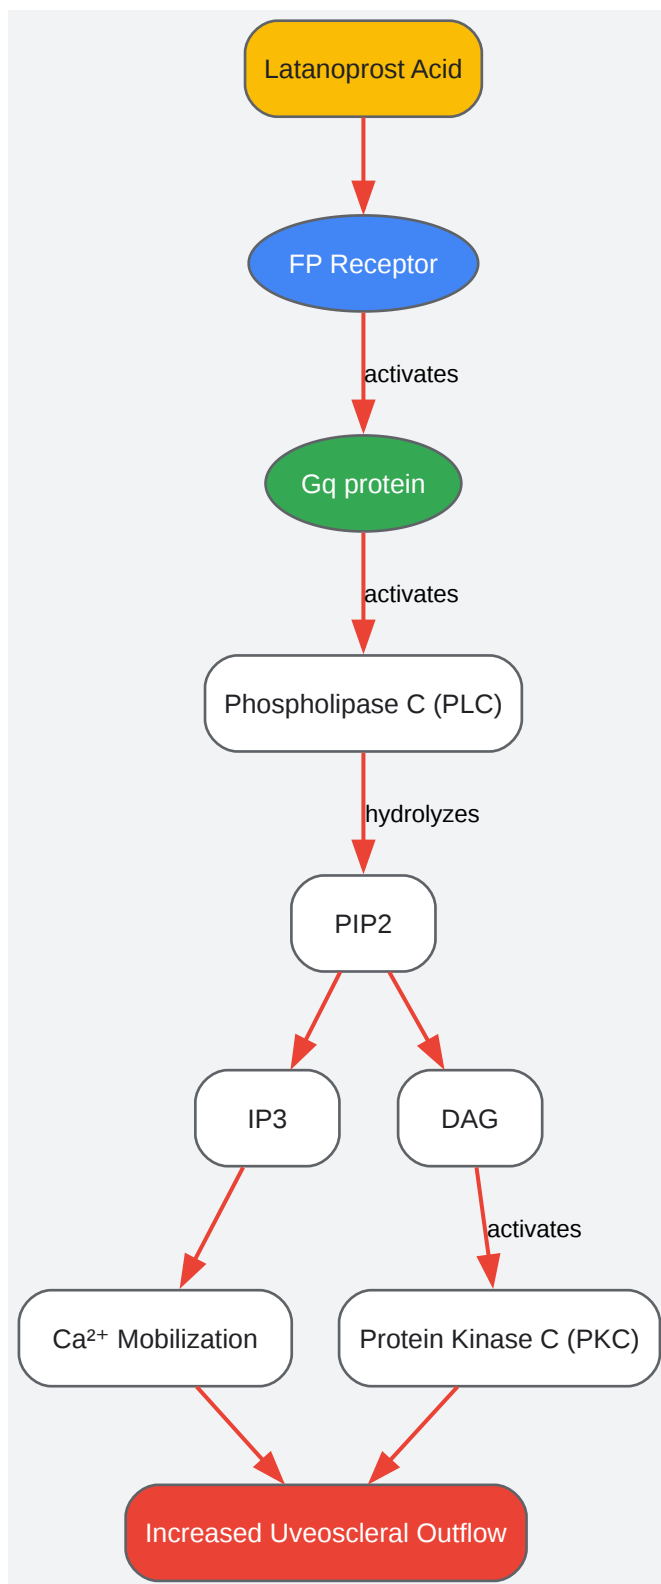 Latanoprost Acid
FP Receptor
activates
Gq protein
activates
Phospholipase C (PLC)
hydrolyzes
PIP2
IP3
DAG
activates
Ca²⁺ Mobilization
Protein Kinase C (PKC)
Increased Uveoscleral Outflow